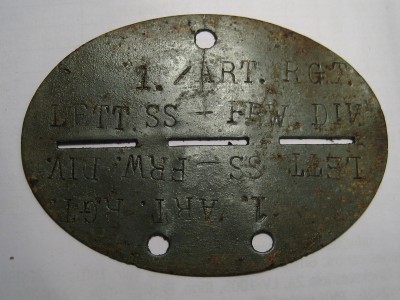 1./ART. RGT.
LETT. SS - FRW. DIV.
LETT. SS - FRW. DIV.
1. ART. RGT.